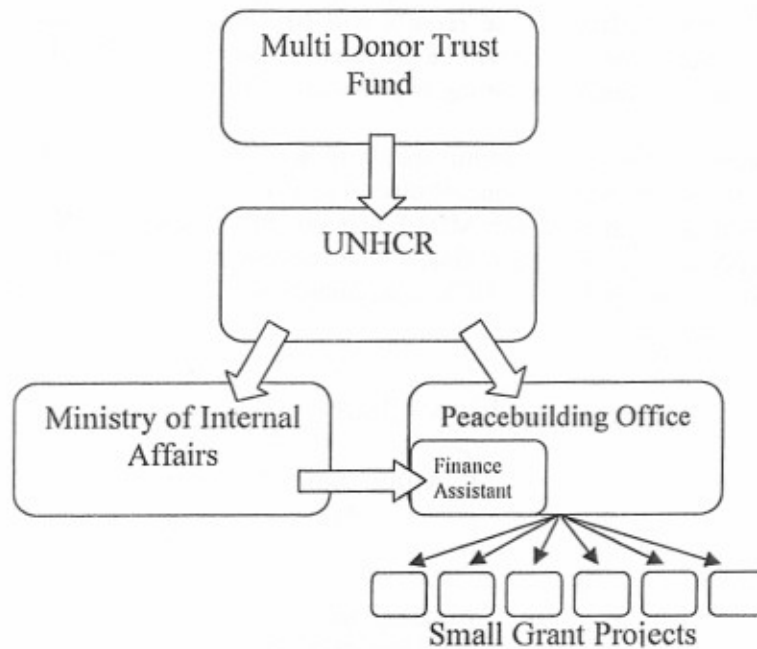 Multi Donor Trust
Fund
UNHCR
Ministry of Internal
Affairs
Peacebuilding Office
Finance
Assistant
Small Grant Projects